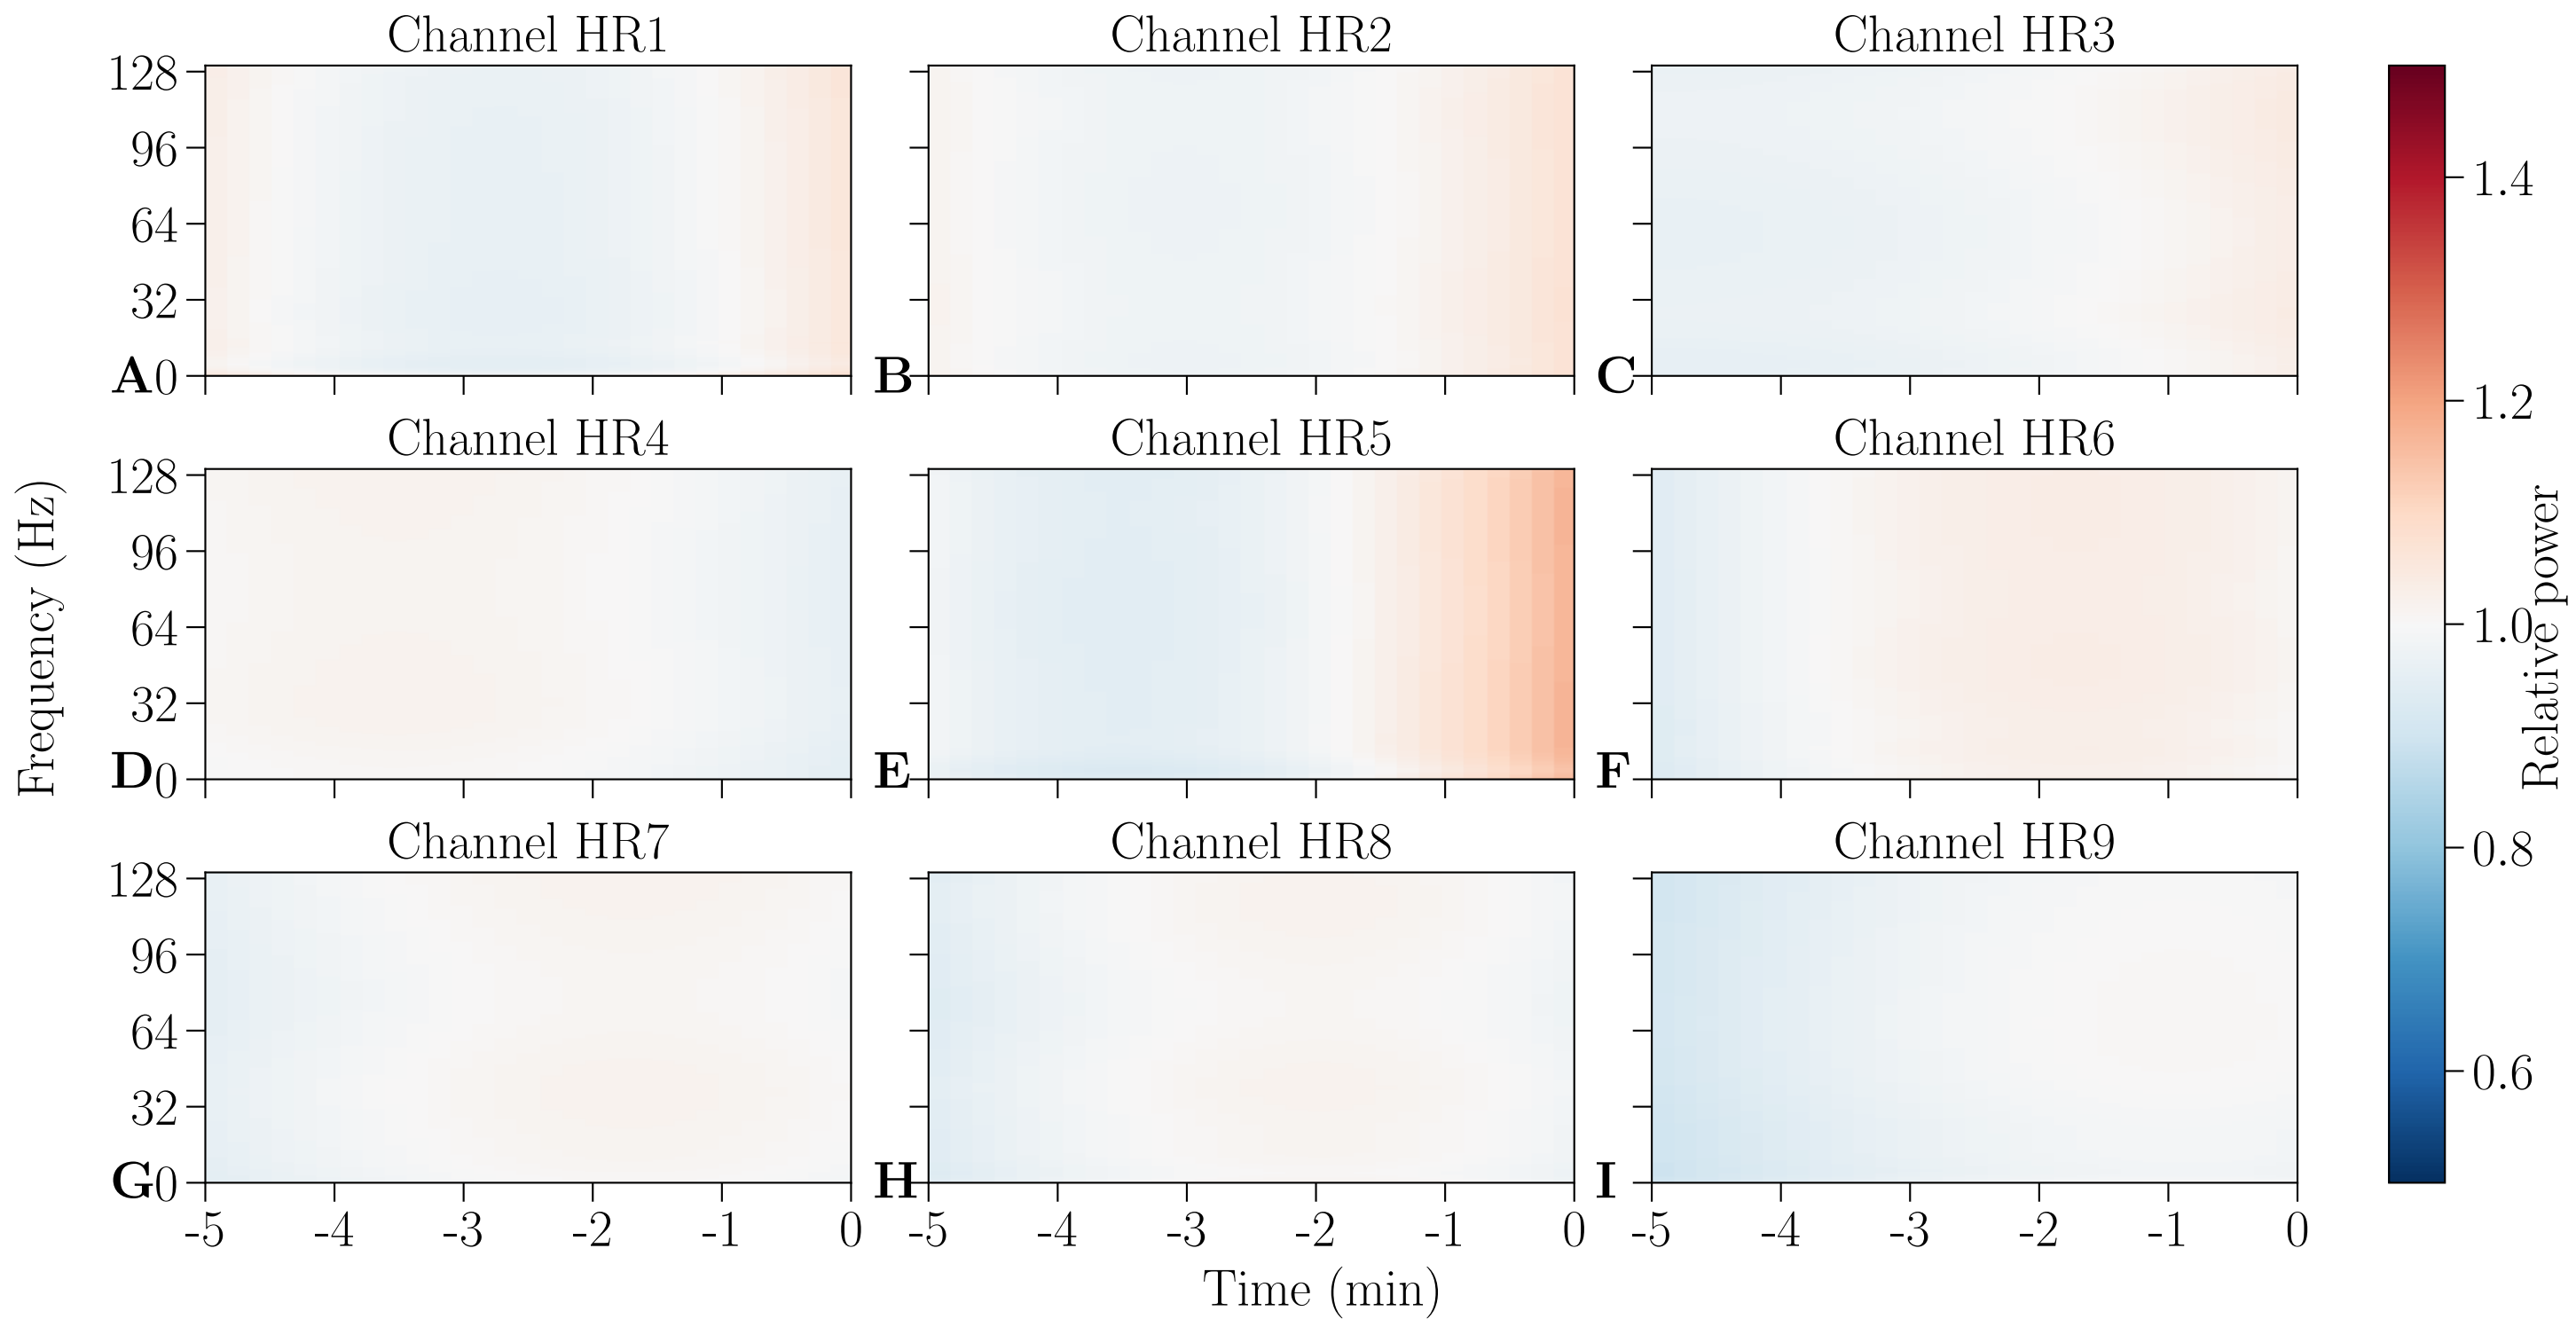 Channel HR1
Channel HR2
Channel HR3
128
96
64
32
0
A
B
C
Channel HR4
Channel HR5
Channel HR6
128
96
64
32
0
D
E
F
Channel HR7
Channel HR8
Channel HR9
128
96
64
32
0
G
H
I
-5 -4 -3 -2 -1 0
-5 -4 -3 -2 -1 0
-5 -4 -3 -2 -1 0
Time (min)
Frequency (Hz)
1.4
1.2
1.0
0.8
0.6
Relative power